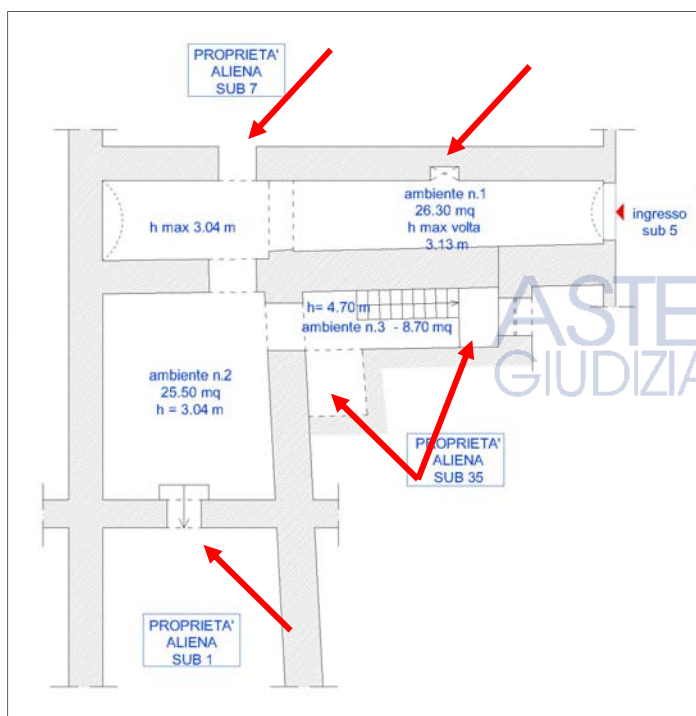 PROPRIETA'
ALIENA
SUB 7
ambiente n.1
26.30 mq
h max volta
3.13 m
h max 3.04 m
ingresso
sub 5
h= 4.70 m
ambiente n.3 - 8.70 mq
ASTE
GIUDIZIA
ambiente n.2
25.50 mq
h = 3.04 m
PROPRIETA'
ALIENA
SUB 35
PROPRIETA'
ALIENA
SUB 1